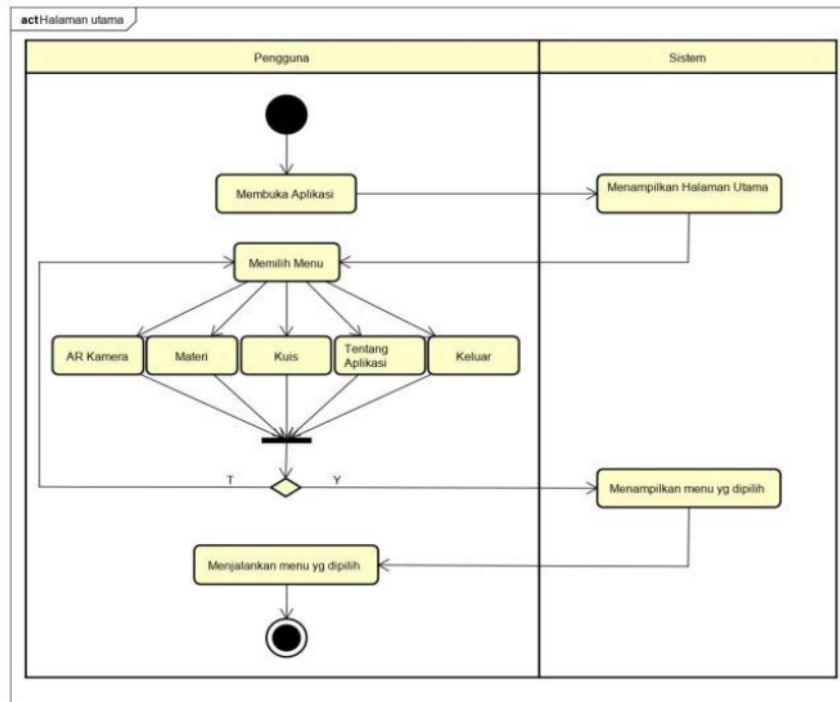 act Halaman utama
Pengguna
Sistem
Membuka Aplikasi
Menampilkan Halaman Utama
Memilih Menu
AR Kamera
Materi
Kuis
Tentang
Aplikasi
Keluar
T
Y
Menampilkan menu yg dipilih
Menjalankan menu yg dipilih